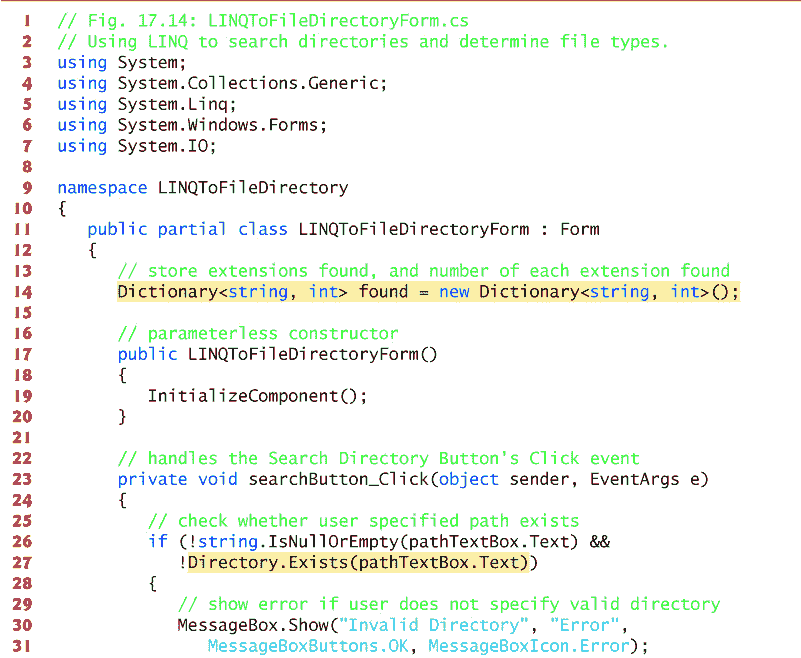 1 // Fig. 17.14: LINQToFileDirectoryForm.cs
2 // Using LINQ to search directories and determine file types.
3 using System;
4 using System.Collections.Generic;
5 using System.Linq;
6 using System.Windows.Forms;
7 using System.IO;
8
9 namespace LINQToFileDirectory
10 {
11 public partial class LINQToFileDirectoryForm : Form
12 {
13 // store extensions found, and number of each extension found
14 Dictionary<string, int> found = new Dictionary<string, int>();
15
16 // parameterless constructor
17 public LINQToFileDirectoryForm()
18 {
19 InitializeComponent();
20 }
21
22 // handles the Search Directory Button's Click event
23 private void searchButton_Click(object sender, EventArgs e)
24 {
25 // check whether user specified path exists
26 if (!string.IsNullOrEmpty(pathTextBox.Text) &&
27 !Directory.Exists(pathTextBox.Text))
28 {
29 // show error if user does not specify valid directory
30 MessageBox.Show("Invalid Directory", "Error",
31 MessageBoxButtons.OK, MessageBoxIcon.Error);